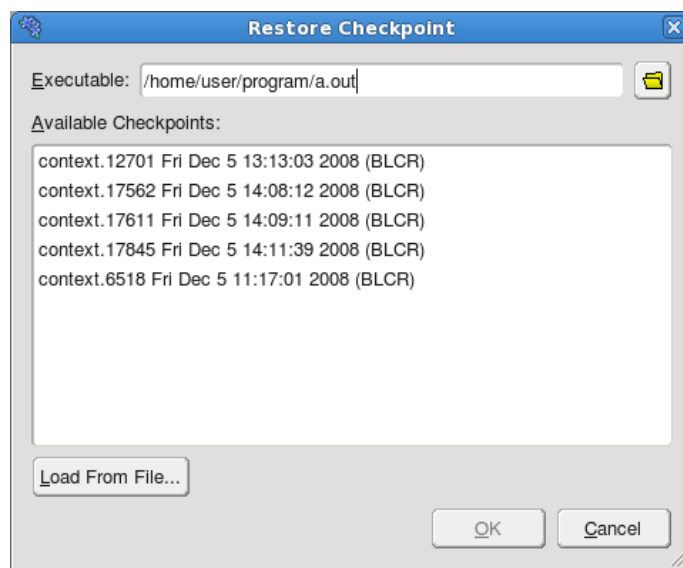 Restore Checkpoint
Executable: /home/user/program/a.out
Available Checkpoints:
context.12701 Fri Dec 5 13:13:03 2008 (BLCR)
context.17562 Fri Dec 5 14:08:12 2008 (BLCR)
context.17611 Fri Dec 5 14:09:11 2008 (BLCR)
context.17845 Fri Dec 5 14:11:39 2008 (BLCR)
context.6518 Fri Dec 5 11:17:01 2008 (BLCR)
Load From File...
OK Cancel